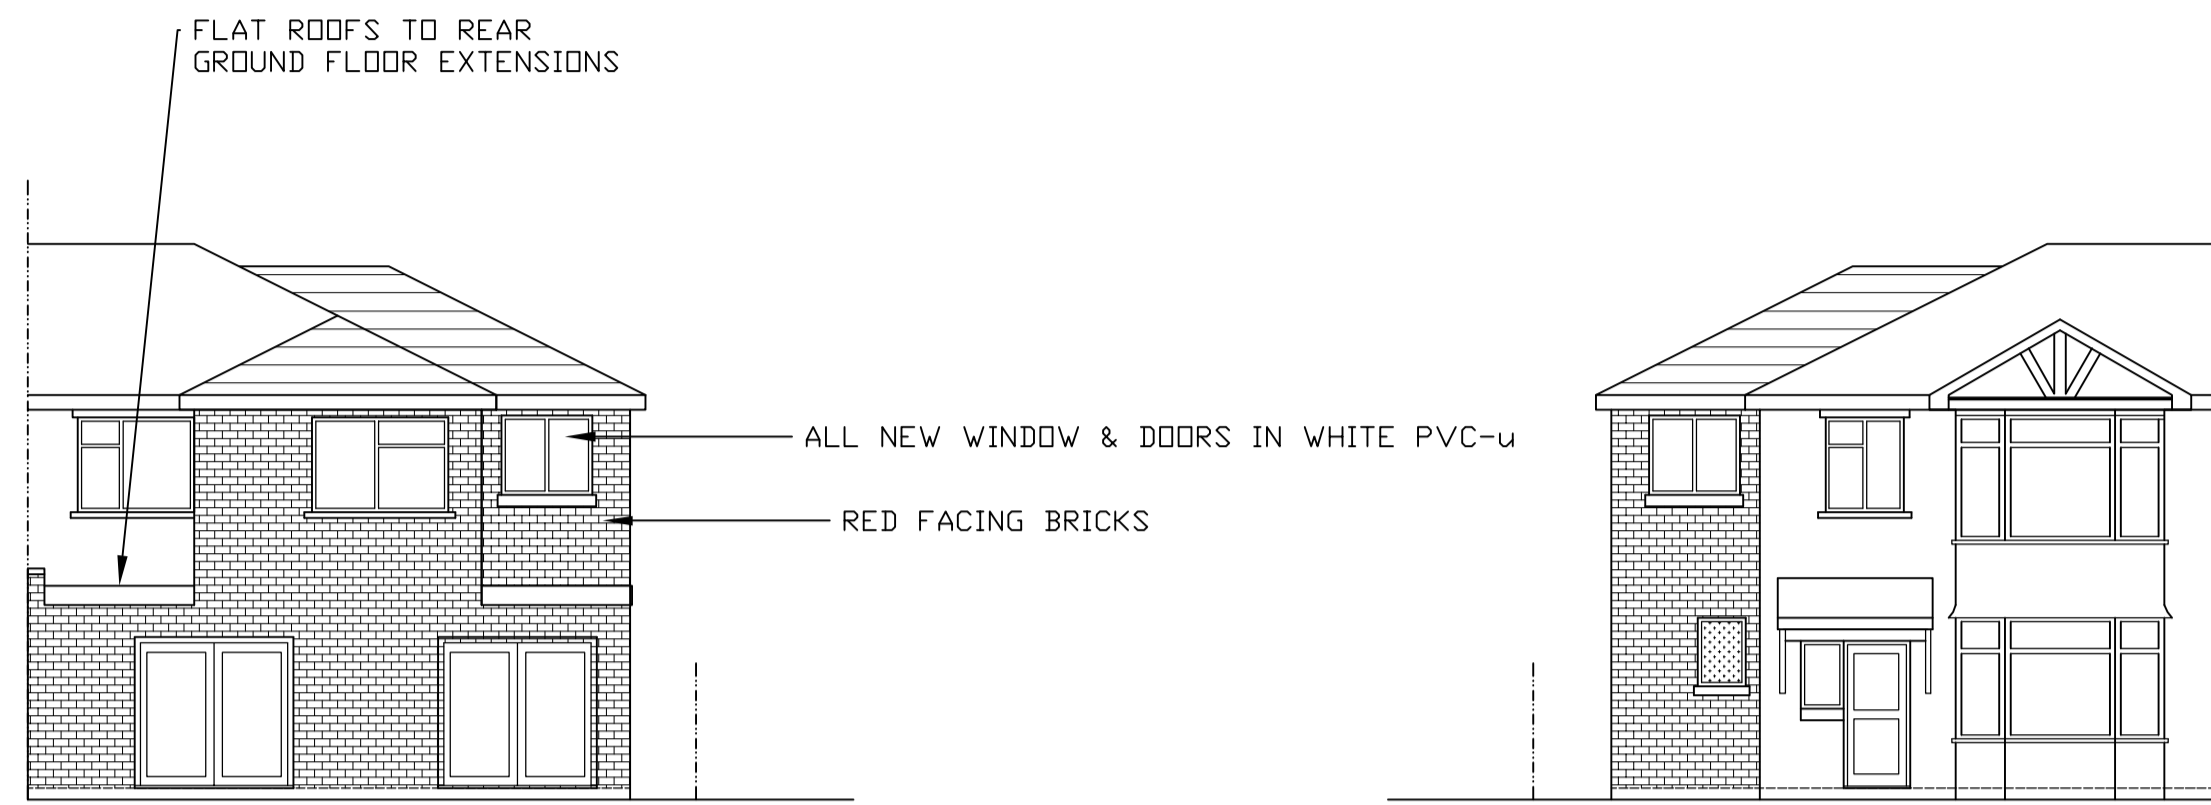 FLAT ROOFS TO REAR
GROUND FLOOR EXTENSIONS
ALL NEW WINDOW & DOORS IN WHITE PVC-u
RED FACING BRICKS